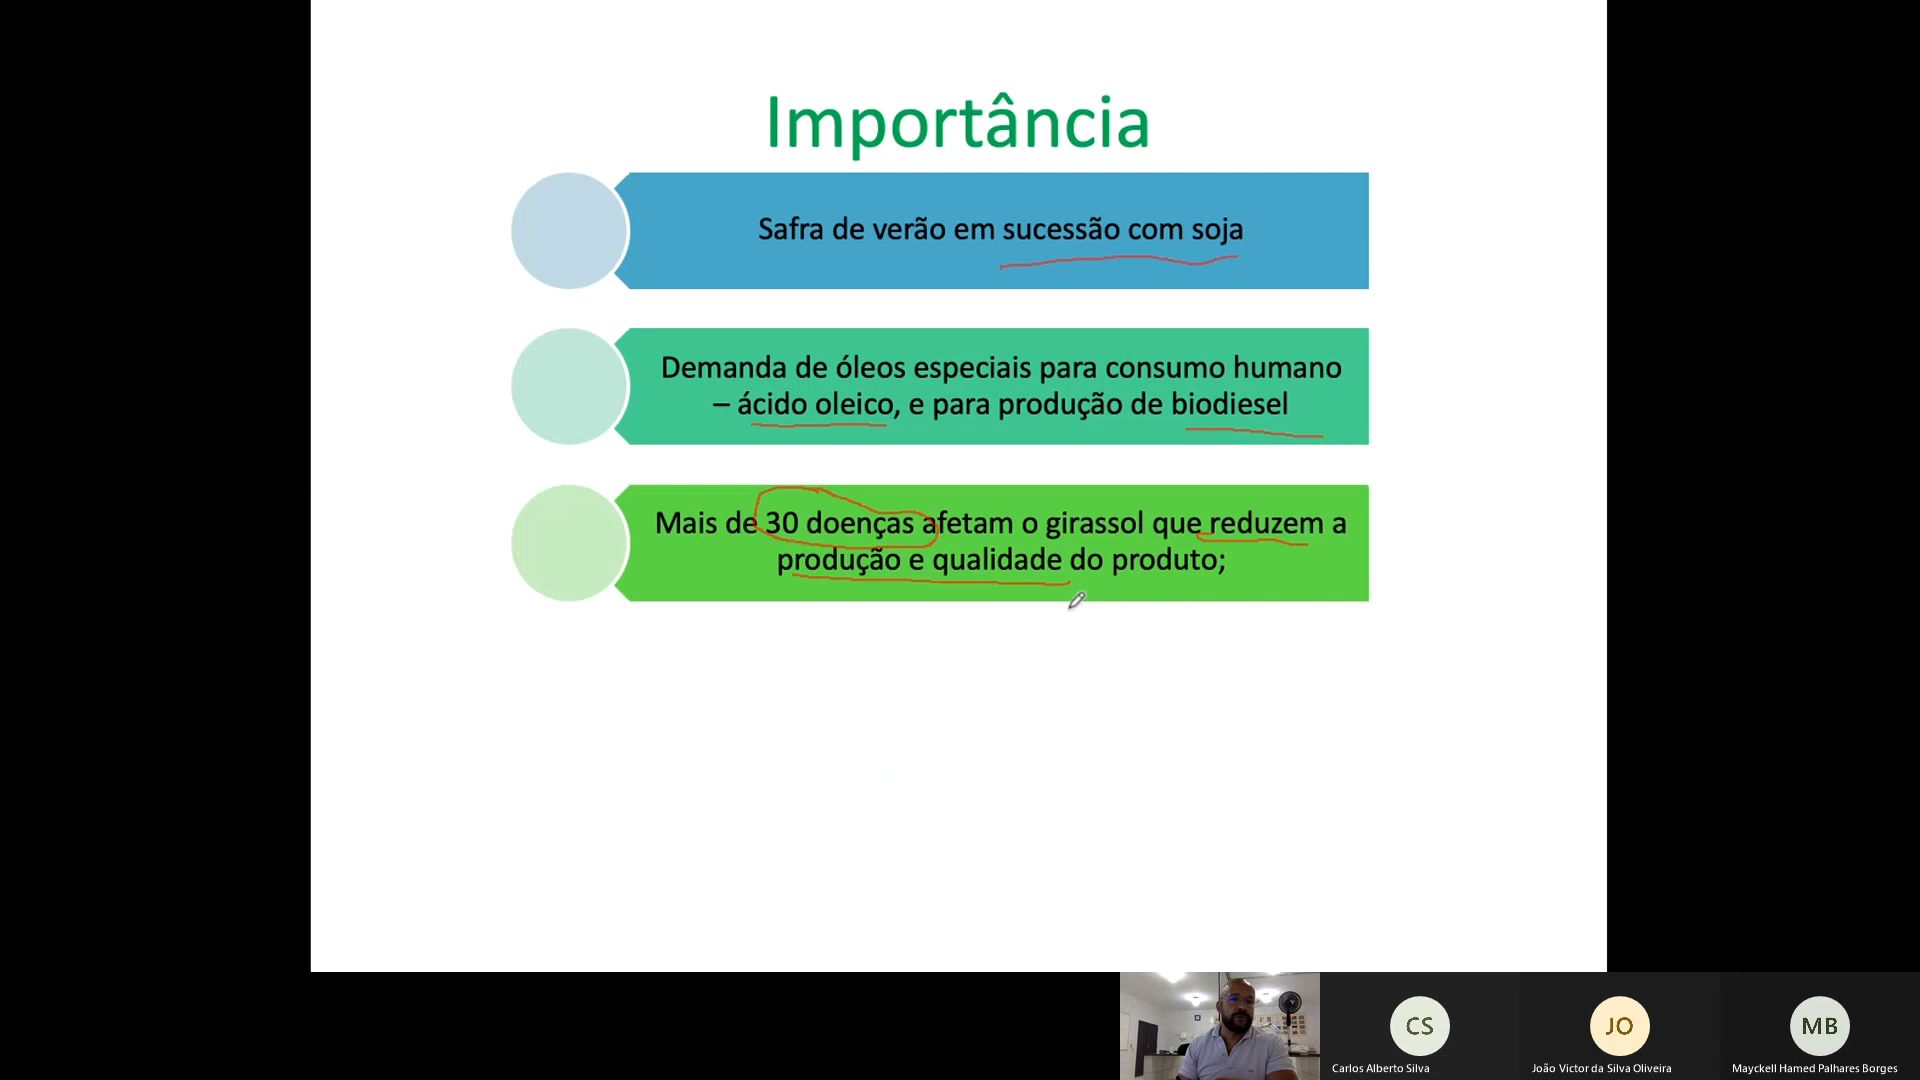 Importância
Safra de verão em sucessão com soja
Demanda de óleos especiais para consumo humano
– ácido oleico, e para produção de biodiesel
Mais de 30 doenças afetam o girassol que reduzem a
produção e qualidade do produto;
CS
JO
MB
Carlos Alberto Silva
João Victor da Silva Oliveira
Mayckell Hamed Palhares Borges